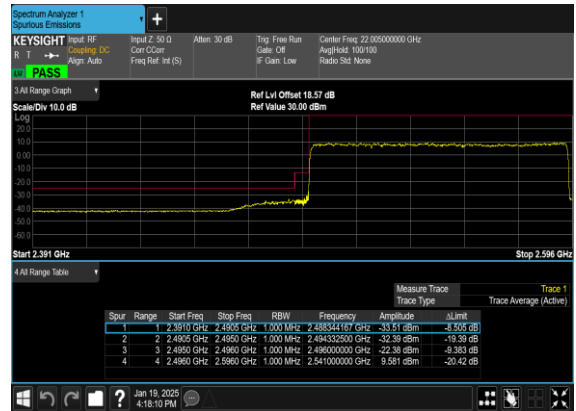 Spectrum Analyzer 1
Spurious Emissions
KEYSIGHT Input: RF Input Z: 50 Ω Atten: 30 dB Trig: Free Run Center Freq: 22.005000000 GHz
R T Coupling: DC Corr CCorr Gate: Off Avg|Hold: 100/100
Align: Auto Freq Ref: Int (S) IF Gain: Low Radio Std: None
PASS
3 All Range Graph
Ref Lvl Offset 18.57 dB
Scale/Div 10.0 dB Ref Value 30.00 dBm
Log
20.0
10.0
0.00
-10.0
-20.0
-30.0
-40.0
-50.0
-60.0
Start 2.391 GHz Stop 2.596 GHz
4 All Range Table
Measure Trace Trace 1
Trace Type Trace Average (Active)
Spur Range Start Freq Stop Freq RBW Frequency Amplitude ΔLimit
1 1 2.3910 GHz 2.4905 GHz 1.000 MHz 2.488344167 GHz -33.51 dBm -8.505 dB
2 2 2.4905 GHz 2.4950 GHz 1.000 MHz 2.494332500 GHz -32.39 dBm -19.39 dB
3 3 2.4950 GHz 2.4960 GHz 1.000 MHz 2.496000000 GHz -22.38 dBm -9.383 dB
4 4 2.4960 GHz 2.5960 GHz 1.000 MHz 2.541000000 GHz 9.581 dBm -20.42 dB
? Jan 19, 2025
4:18:10 PM